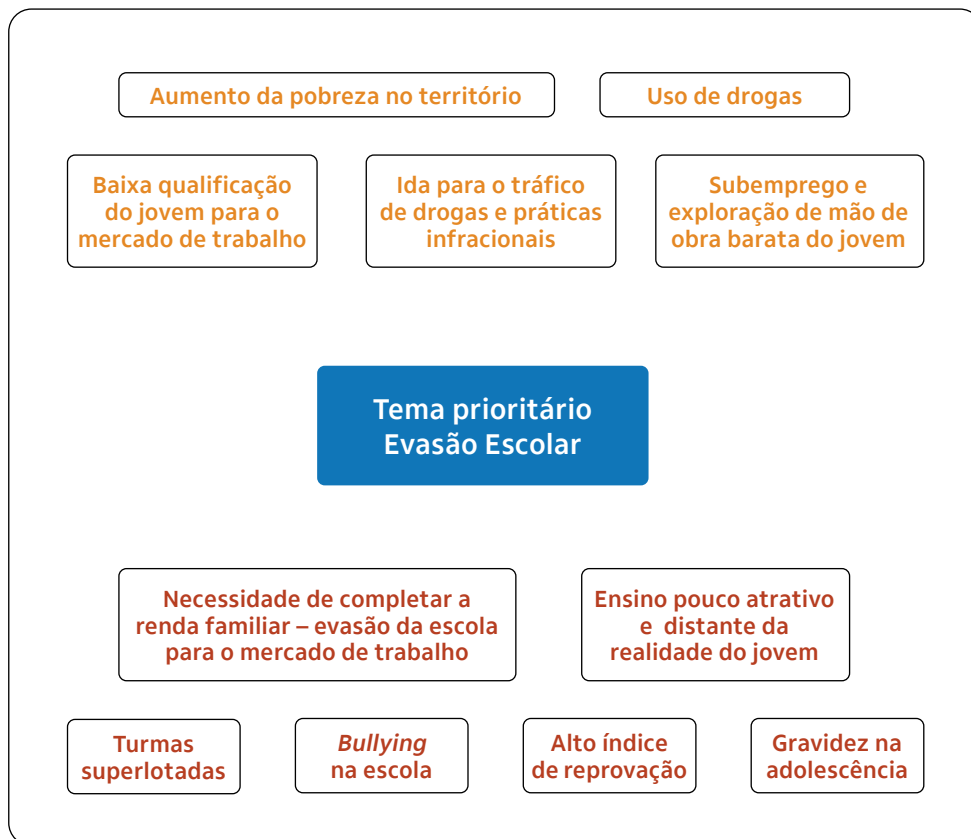 Aumento da pobreza no território
Uso de drogas
Baixa qualificação
do jovem para o
mercado de trabalho
Ida para o tráfico
de drogas e práticas
infracionais
Subemprego e
exploração de mão de
obra barata do jovem
Tema prioritário
Evasão Escolar
Necessidade de completar a
renda familiar – evasão da escola
para o mercado de trabalho
Ensino pouco atrativo
e distante da
realidade do jovem
Turmas
superlotadas
Bullying
na escola
Alto índice
de reprovação
Gravidez na
adolescência